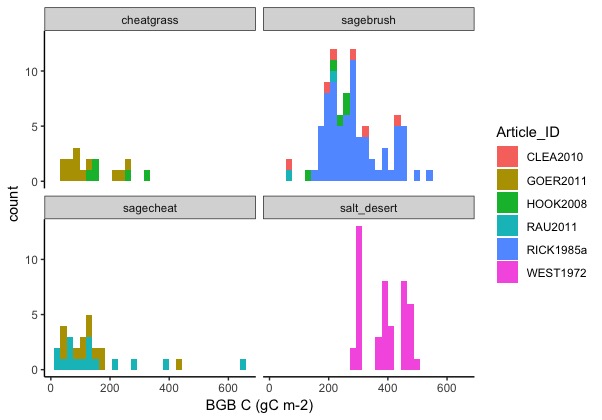 cheatgrass sagebrush
10
5
0
sagecheat salt_desert
10
5
0
0 200 400 600 0 200 400 600
BGB C (gC m-2)
count
Article_ID
CLEA2010
GOER2011
HOOK2008
RAU2011
RICK1985a
WEST1972